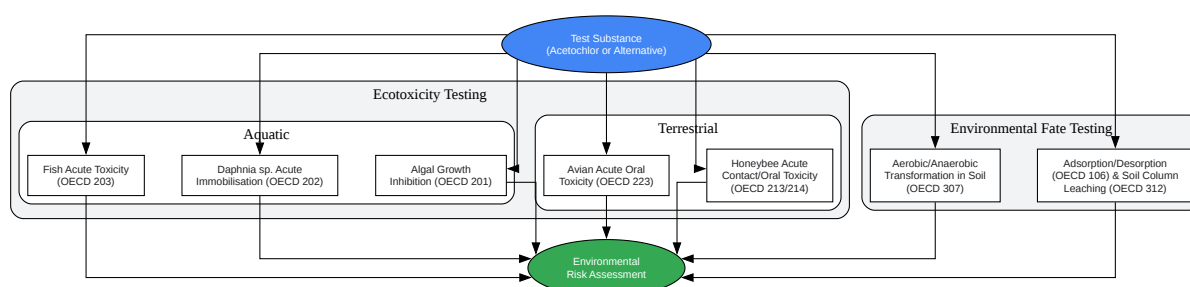 Test Substance
(Acetochlor or Alternative)
Ecotoxicity Testing
Aquatic
Fish Acute Toxicity
(OECD 203)
Daphnia sp. Acute
Immobilisation (OECD 202)
Algal Growth
Inhibition (OECD 201)
Terrestrial
Avian Acute Oral
Toxicity (OECD 223)
Honeybee Acute
Contact/Oral Toxicity
(OECD 213/214)
Environmental Fate Testing
Aerobic/Anaerobic
Transformation in Soil
(OECD 307)
Adsorption/Desorption
(OECD 106) & Soil Column
Leaching (OECD 312)
Environmental
Risk Assessment